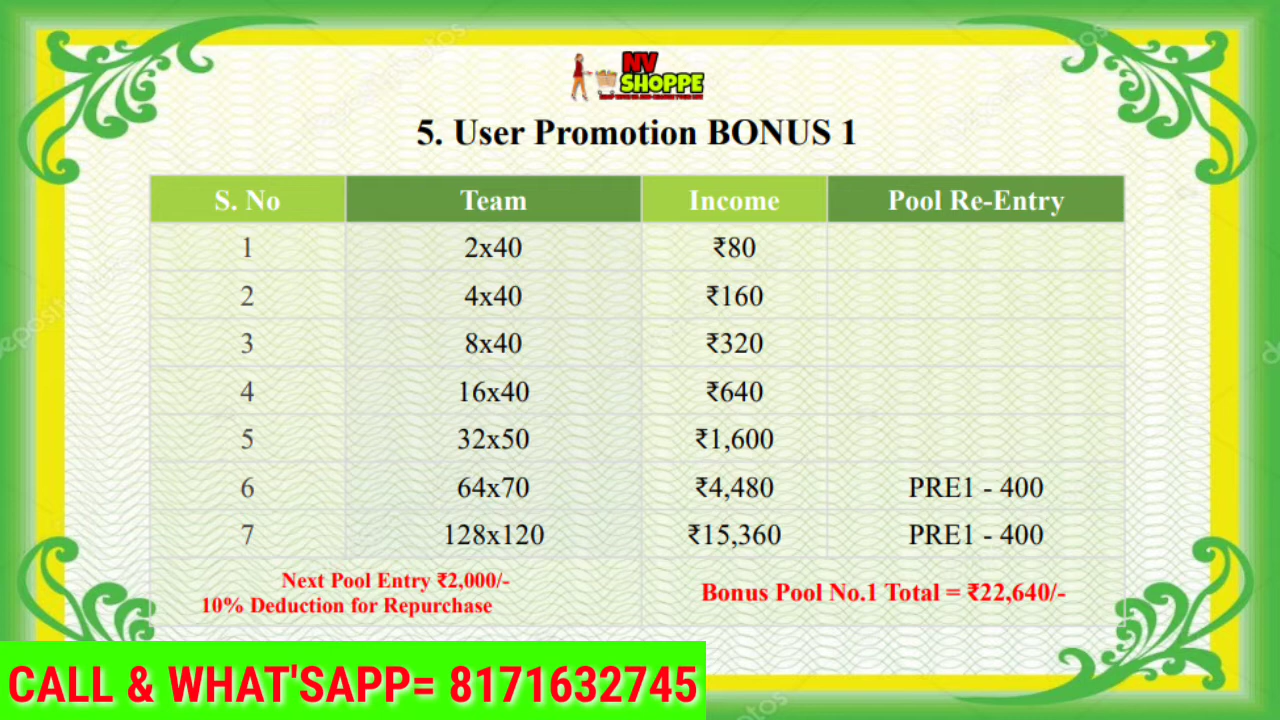 NV
SHOPPE
5. User Promotion BONUS 1
S. No Team Income Pool Re-Entry
1 2x40 ₹80
2 4x40 ₹160
3 8x40 ₹320
4 16x40 ₹640
5 32x50 ₹1,600
6 64x70 ₹4,480 PRE1 - 400
7 128x120 ₹15,360 PRE1 - 400
Next Pool Entry ₹2,000/-
10% Deduction for Repurchase
Bonus Pool No.1 Total = ₹22,640/-
CALL & WHAT'SAPP= 8171632745